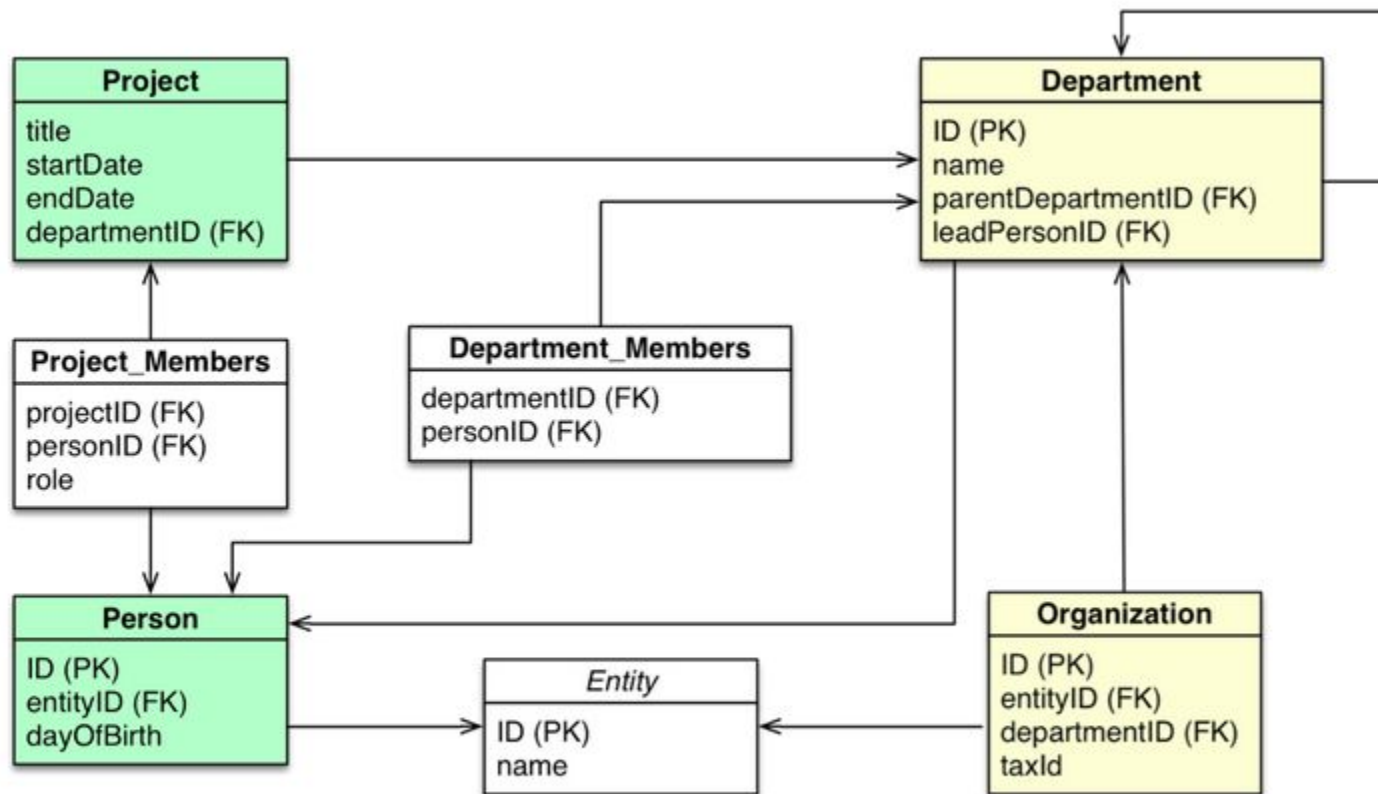 Project
title
startDate
endDate
departmentID (FK)
Department
ID (PK)
name
parentDepartmentID (FK)
leadPersonID (FK)
Project_Members
projectID (FK)
personID (FK)
role
Department_Members
departmentID (FK)
personID (FK)
Person
ID (PK)
entityID (FK)
dayOfBirth
Entity
ID (PK)
name
Organization
ID (PK)
entityID (FK)
departmentID (FK)
taxId